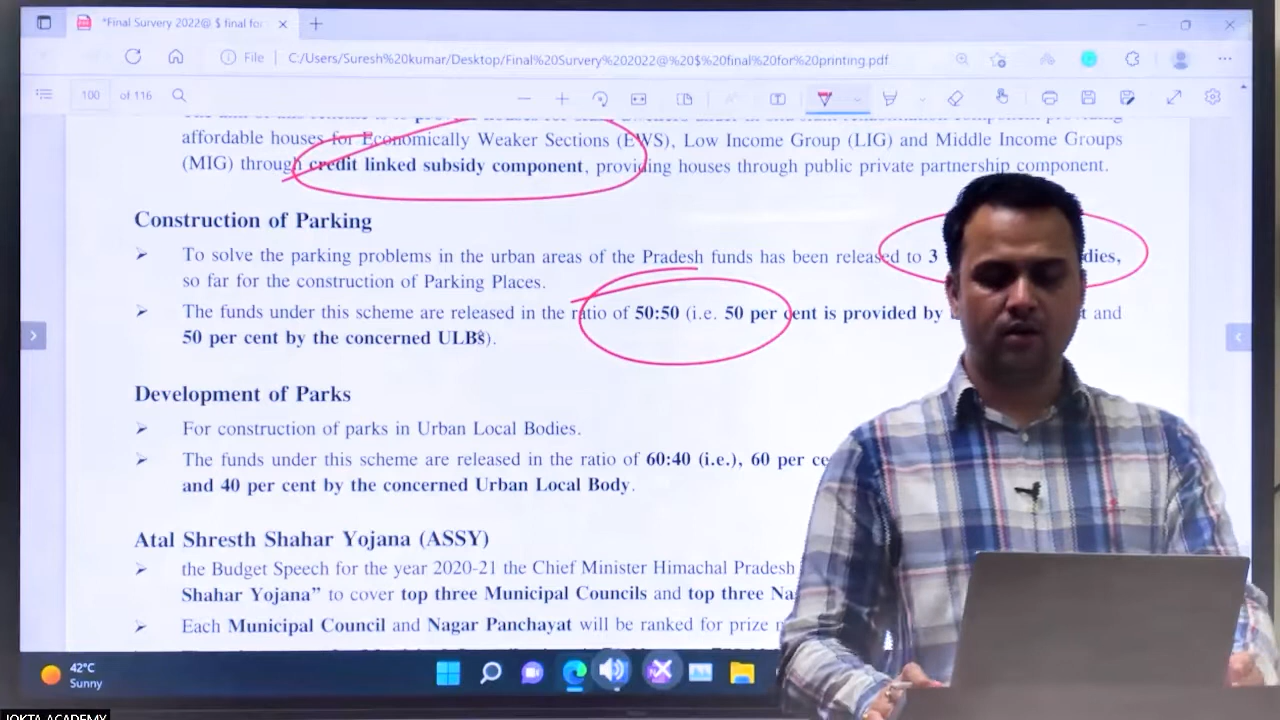 *Final Survery 2022@ $ final for
File C:/Users/Suresh%20kumar/Desktop/Final%20Survery%202022@%20$%20final%20for%20printing.pdf
100 of 116
affordable houses for Economically Weaker Sections (EWS), Low Income Group (LIG) and Middle Income Groups
(MIG) through credit linked subsidy component, providing houses through public private partnership component.
Construction of Parking
➢ To solve the parking problems in the urban areas of the Pradesh funds has been released to 3 dies,
so far for the construction of Parking Places.
➢ The funds under this scheme are released in the ratio of 50:50 (i.e. 50 per cent is provided by and
50 per cent by the concerned ULBs).
Development of Parks
➢ For construction of parks in Urban Local Bodies.
➢ The funds under this scheme are released in the ratio of 60:40 (i.e.), 60 per ce
and 40 per cent by the concerned Urban Local Body.
Atal Shresth Shahar Yojana (ASSY)
➢ the Budget Speech for the year 2020-21 the Chief Minister Himachal Pradesh
Shahar Yojana” to cover top three Municipal Councils and top three Na
➢ Each Municipal Council and Nagar Panchayat will be ranked for prize
42°C
Sunny
JOKTA ACADEMY